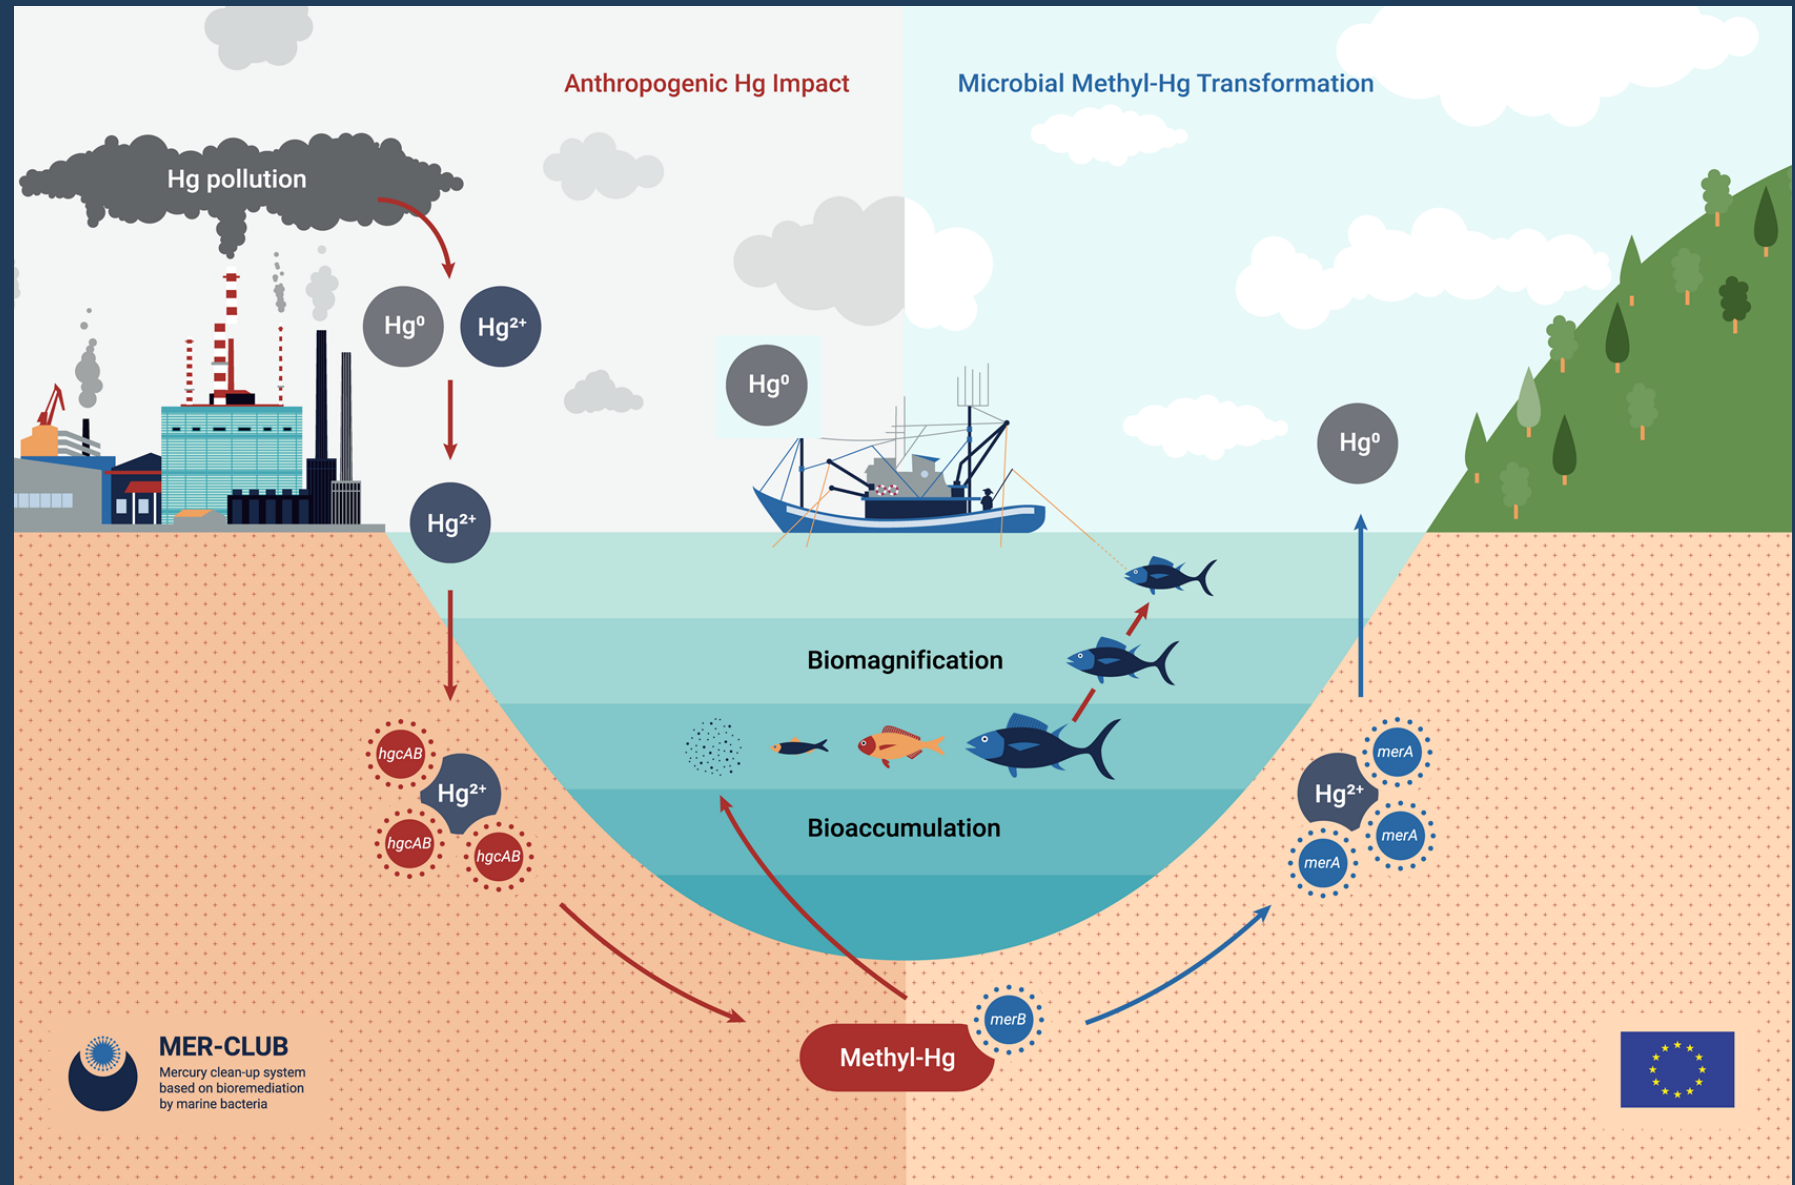 Anthropogenic Hg Impact
Microbial Methyl-Hg Transformation
Hg pollution
Hg⁰
Hg²⁺
Hg⁰
Hg⁰
Hg²⁺
Biomagnification
hgcAB
Hg²⁺
hgcAB
hgcAB
Bioaccumulation
merA
Hg²⁺
merA
merA
merB
Methyl-Hg
MER-CLUB
Mercury clean-up system
based on bioremediation
by marine bacteria